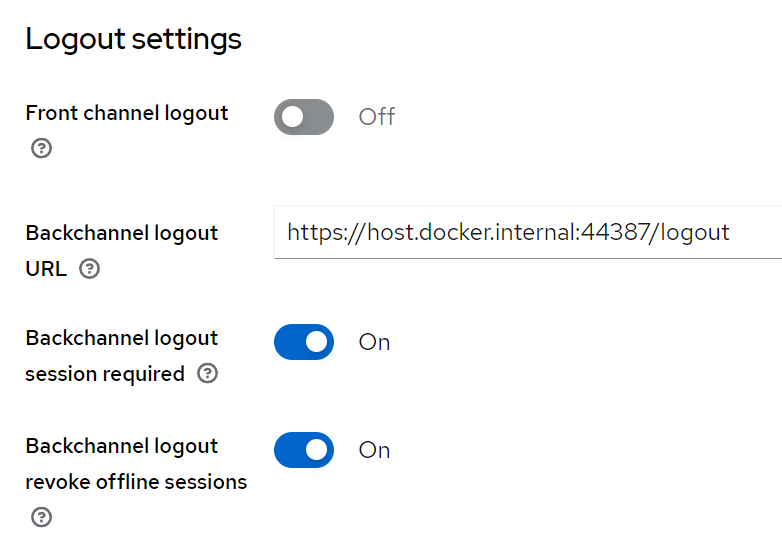 Logout settings
Front channel logout
Off
Backchannel logout
URL
https://host.docker.internal:44387/logout
Backchannel logout
session required
On
Backchannel logout
revoke offline sessions
On